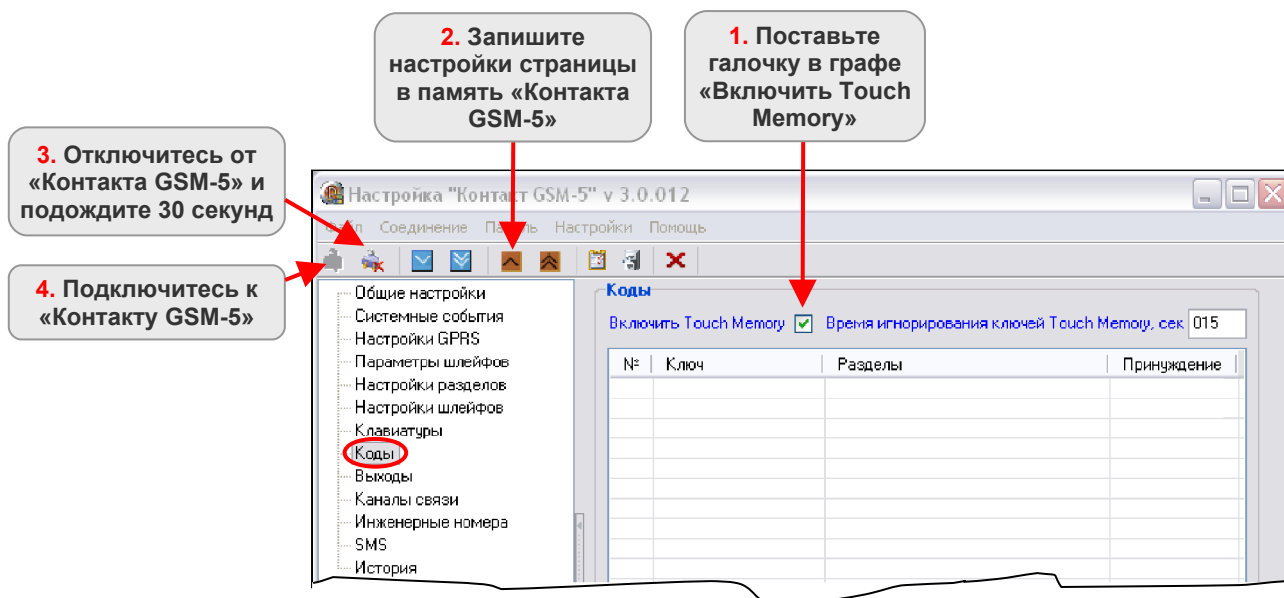 2. Запишите
настройки страницы
в память «Контакта
GSM-5»
1. Поставьте
галочку в графе
«Включить Touch
Memory»
3. Отключитесь от
«Контакта GSM-5» и
подождите 30 секунд
4. Подключитесь к
«Контакту GSM-5»
Настройка "Контакт GSM-5" v 3.0.012
Файл Соединение Пароль Настройки Помощь
Общие настройки
Системные события
Настройки GPRS
Параметры шлейфов
Настройки разделов
Настройки шлейфов
Клавиатуры
Коды
Выходы
Каналы связи
Инженерные номера
SMS
История
Коды
Включить Touch Memory Время игнорирования ключей Touch Memory, сек 015
№ Ключ Разделы Принуждение